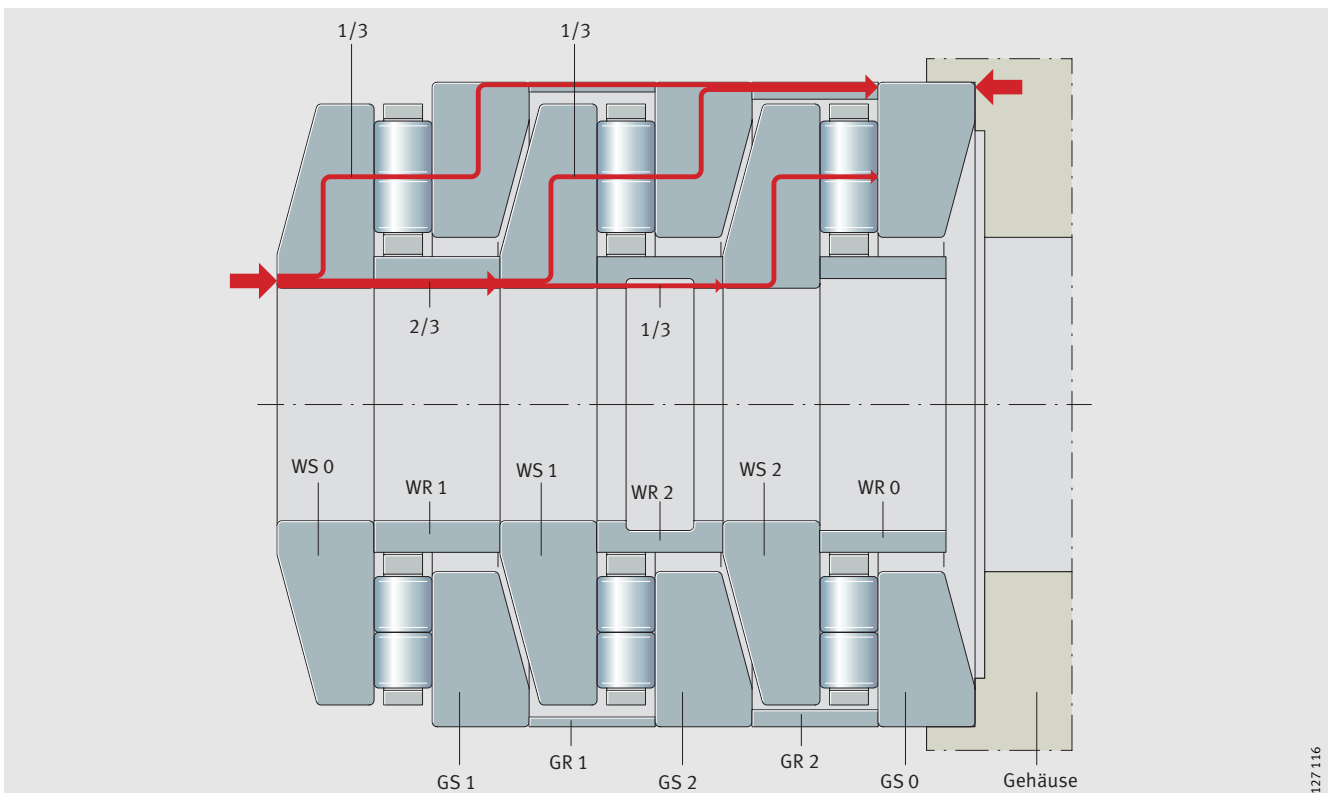 1/3
1/3
2/3
1/3
WS 0
WR 1
WS 1
WR 2
WS 2
WR 0
GS 1
GR 1
GS 2
GR 2
GS 0
Gehäuse
127 116